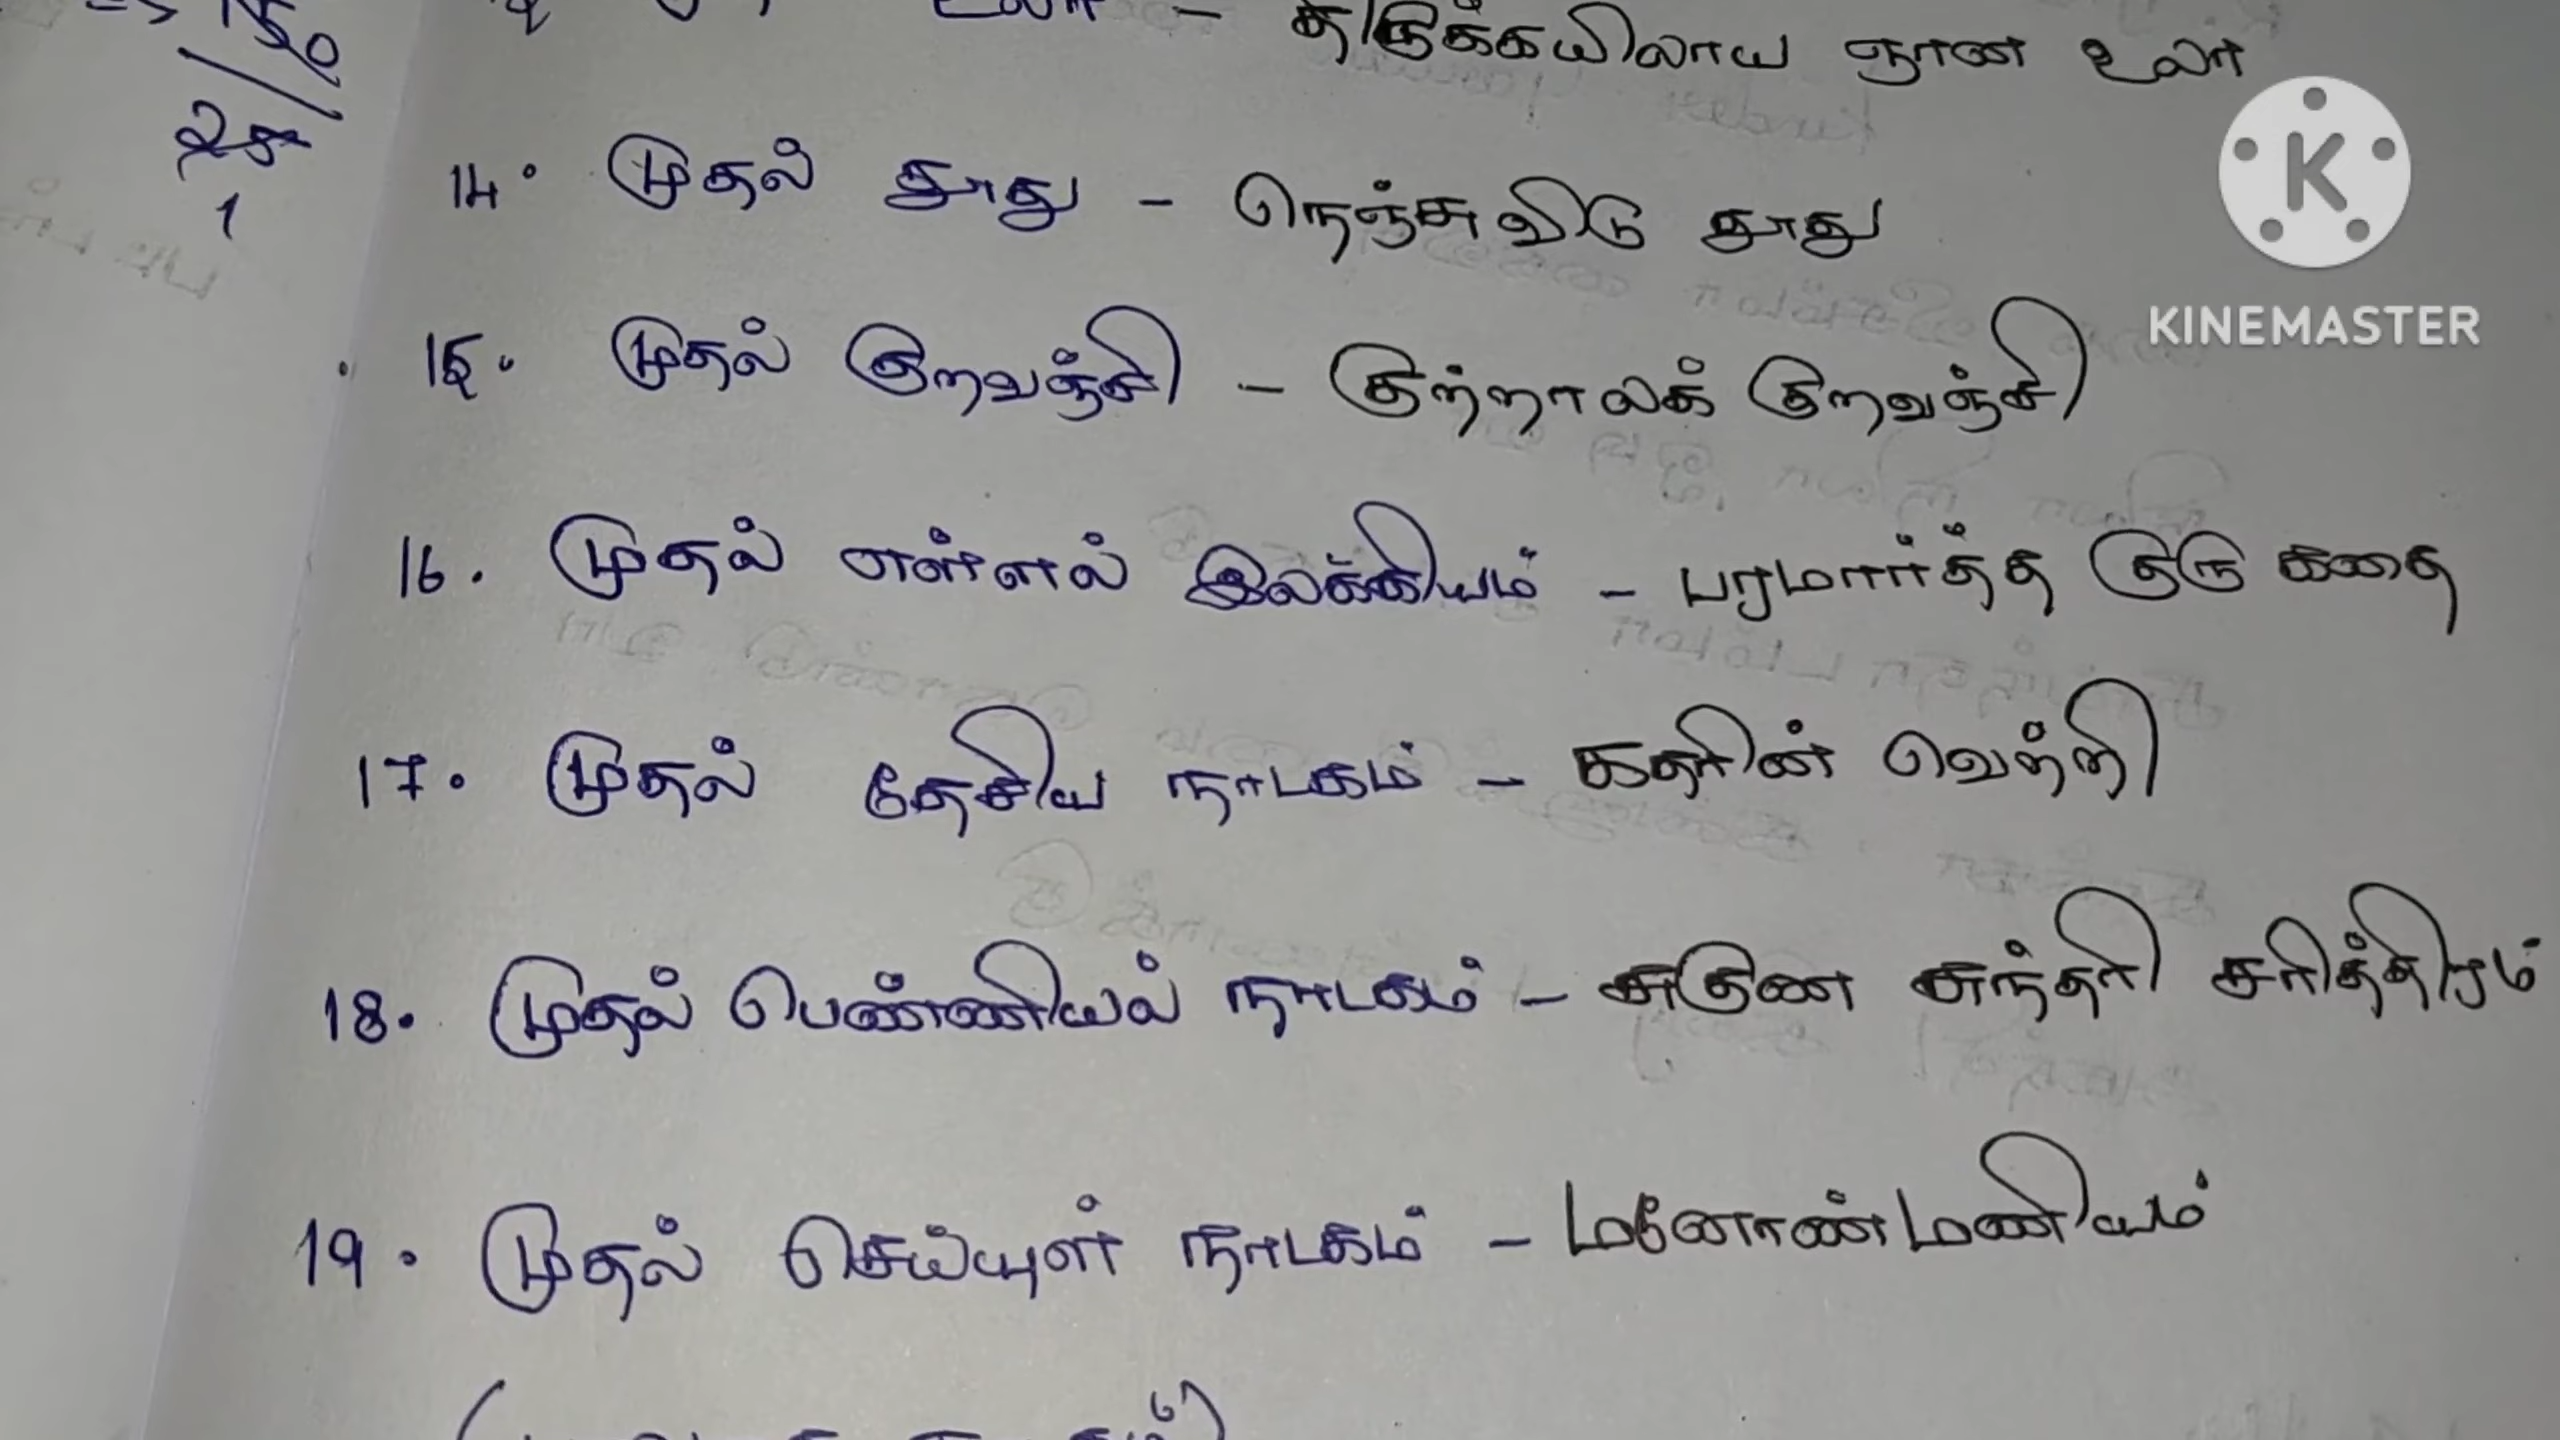 உலா - திருக்கயிலாய ஞான உலா
14. முதல் தூது - நெஞ்சுவிடு தூது
15. முதல் குறவஞ்சி - குற்றாலக் குறவஞ்சி
16. முதல் எள்ளல் இலக்கியம் - பரமார்த்த குரு கதை
17. முதல் தேசிய நாடகம் - கதரின் வெற்றி
18. முதல் பெண்ணியல் நாடகம் - சுகுண சுந்தரி சரித்திரம்
19. முதல் செய்யுள் நாடகம் - மனோண்மணியம்
K
KINEMASTER